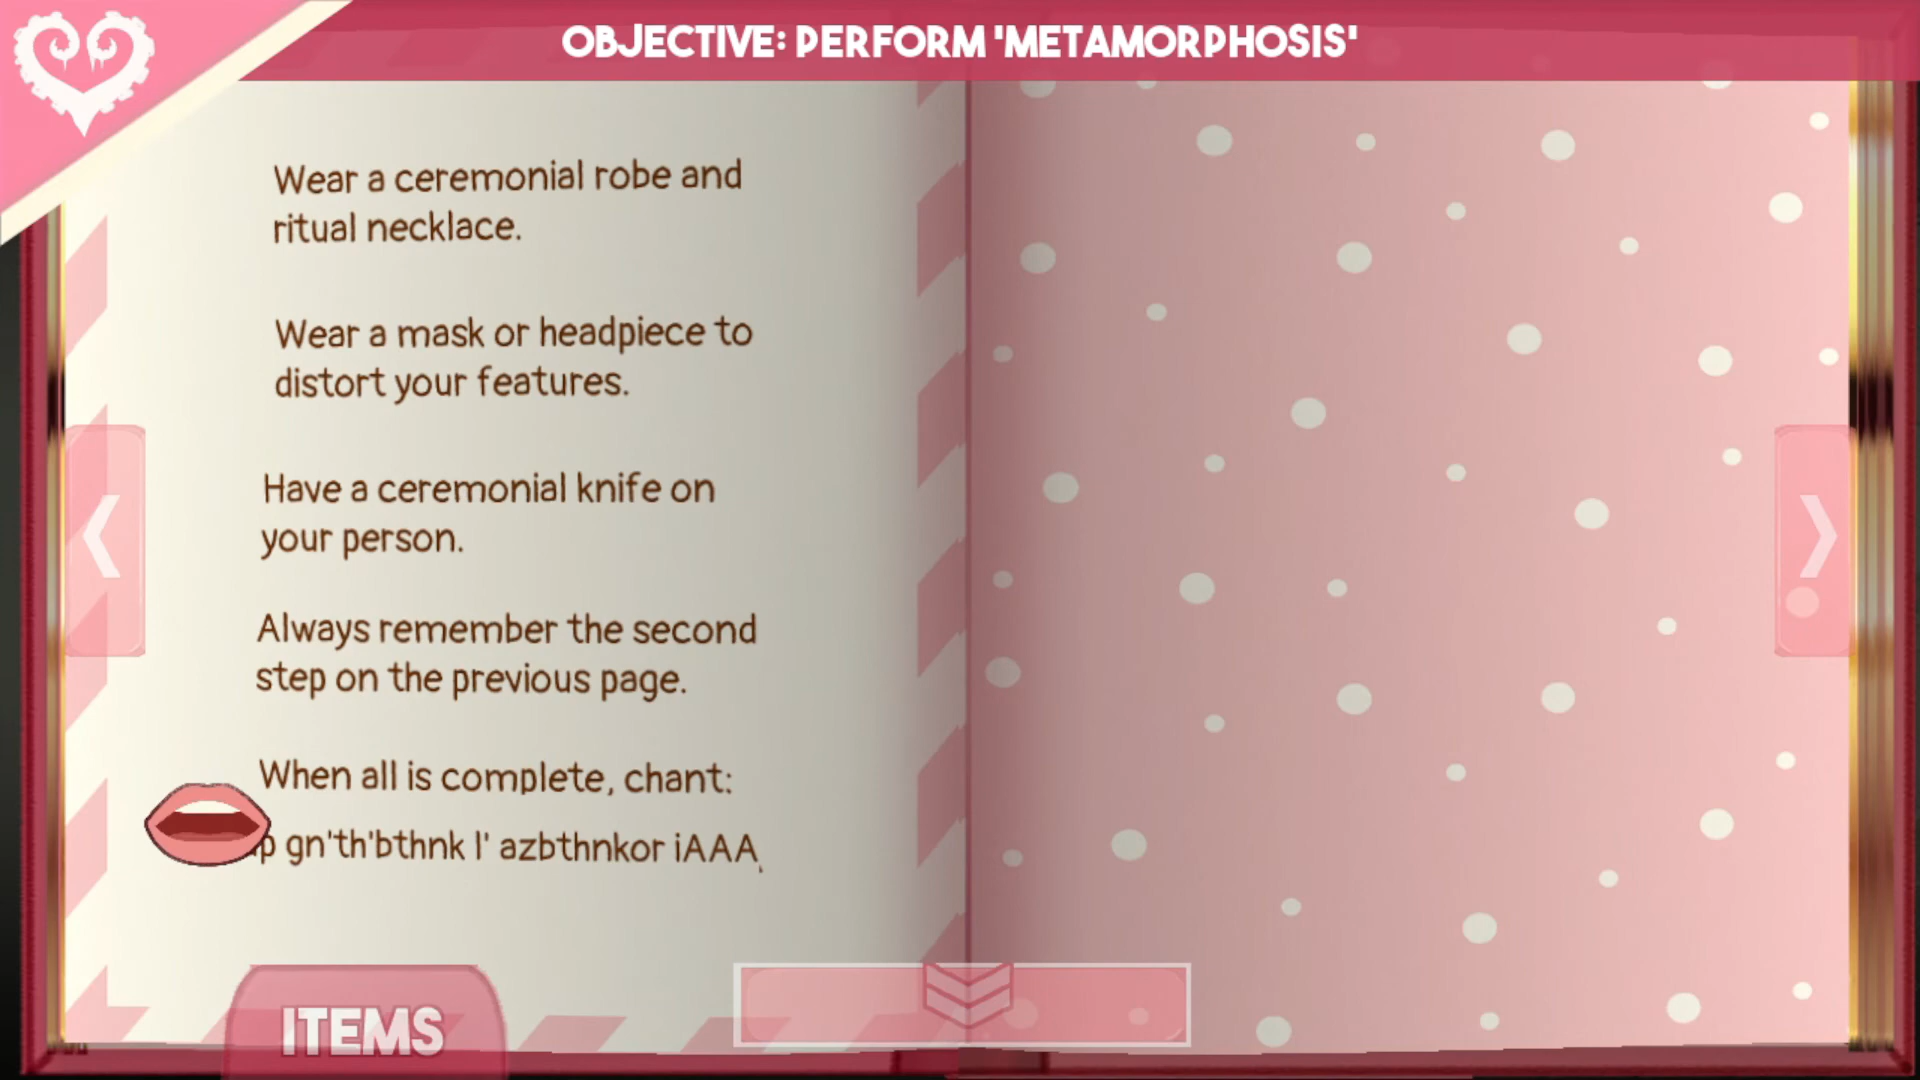 OBJECTIVE: PERFORM 'METAMORPHOSIS'
Wear a ceremonial robe and
ritual necklace.
Wear a mask or headpiece to
distort your features.
Have a ceremonial knife on
your person.
Always remember the second
step on the previous page.
When all is complete, chant:
gn'th'bthnk l' azbthnkor iAAA
ITEMS